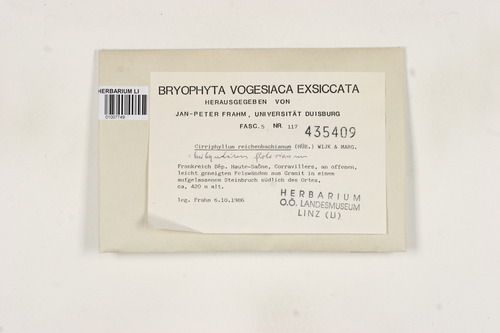 HERBARIUM LI
01007749
BRYOPHYTA VOGESIACA EXSICCATA
HERAUSGEGEBEN VON
JAN-PETER FRAHM, UNIVERSITÄT DUISBURG
FASC. 5 NR. 117
435409
Cirriphyllum reichenbachianum (HÜB.) WIJK & MARG.
Frankreich Dép. Haute-Saône, Corravillers, an offenen,
leicht geneigten Felswänden aus Granit in einem
aufgelassenen Steinbruch südlich des Ortes,
ca. 420 m alt.
leg. Frahm 6.10.1986
HERBARIUM
O.Ö. LANDESMUSEUM
LINZ (LI)